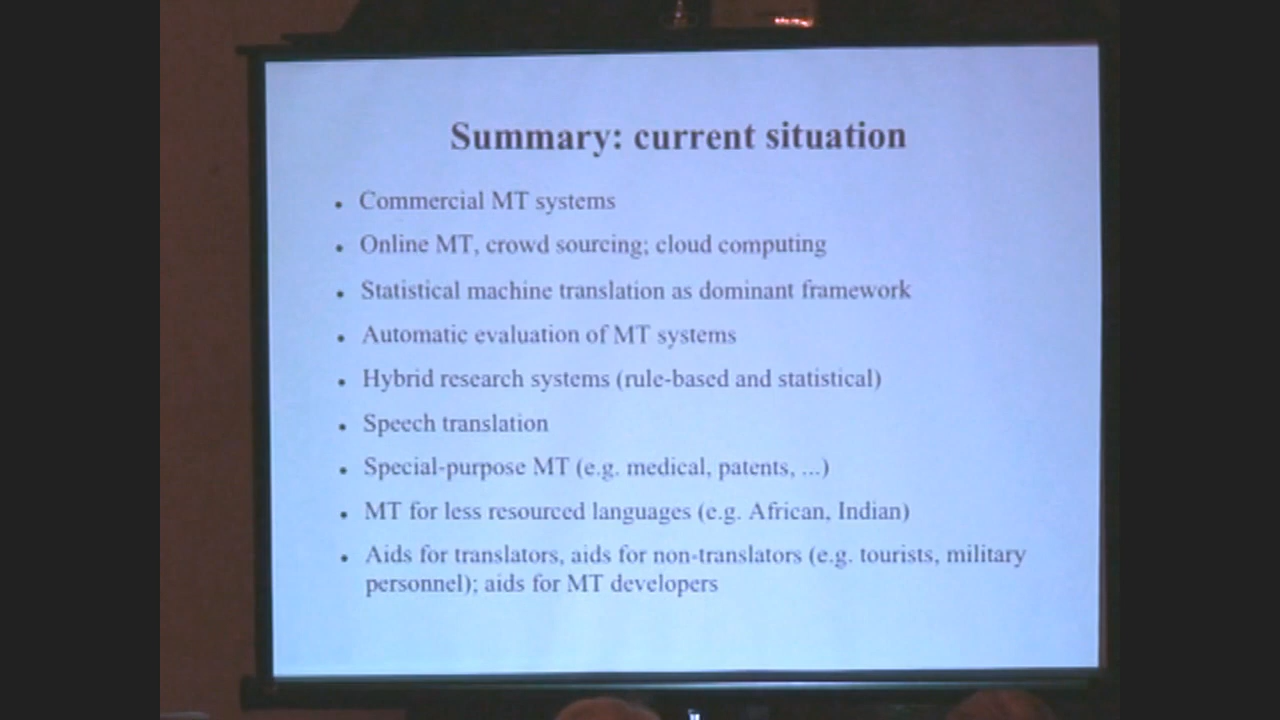 Summary: current situation
• Commercial MT systems
• Online MT, crowd sourcing; cloud computing
• Statistical machine translation as dominant framework
• Automatic evaluation of MT systems
• Hybrid research systems (rule-based and statistical)
• Speech translation
• Special-purpose MT (e.g. medical, patents, ...)
• MT for less resourced languages (e.g. African, Indian)
• Aids for translators, aids for non-translators (e.g. tourists, military
personnel); aids for MT developers